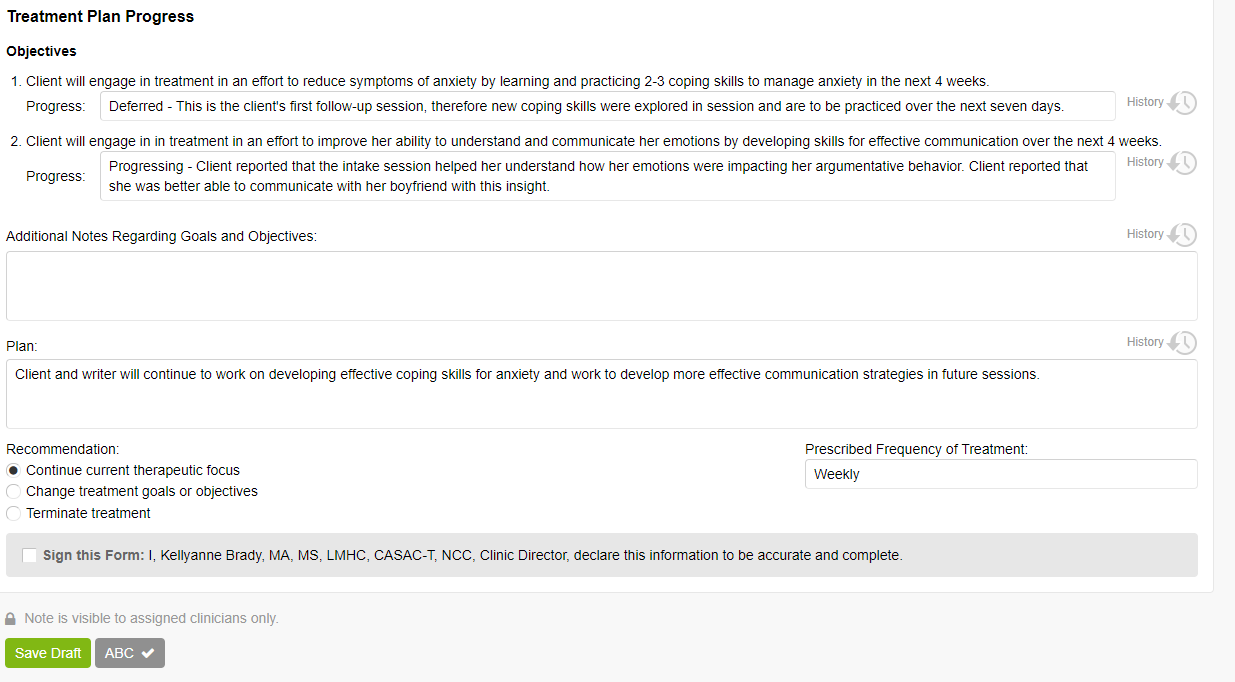 Treatment Plan Progress
Objectives
1. Client will engage in treatment in an effort to reduce symptoms of anxiety by learning and practicing 2-3 coping skills to manage anxiety in the next 4 weeks.
Progress: Deferred - This is the client's first follow-up session, therefore new coping skills were explored in session and are to be practiced over the next seven days. History
2. Client will engage in in treatment in an effort to improve her ability to understand and communicate her emotions by developing skills for effective communication over the next 4 weeks.
Progress: Progressing - Client reported that the intake session helped her understand how her emotions were impacting her argumentative behavior. Client reported that History
she was better able to communicate with her boyfriend with this insight.
Additional Notes Regarding Goals and Objectives: History
Plan: History
Client and writer will continue to work on developing effective coping skills for anxiety and work to develop more effective communication strategies in future sessions.
Recommendation:
Continue current therapeutic focus
Change treatment goals or objectives
Terminate treatment
Prescribed Frequency of Treatment:
Weekly
Sign this Form: I, Kellyanne Brady, MA, MS, LMHC, CASAC-T, NCC, Clinic Director, declare this information to be accurate and complete.
Note is visible to assigned clinicians only.
Save Draft ABC